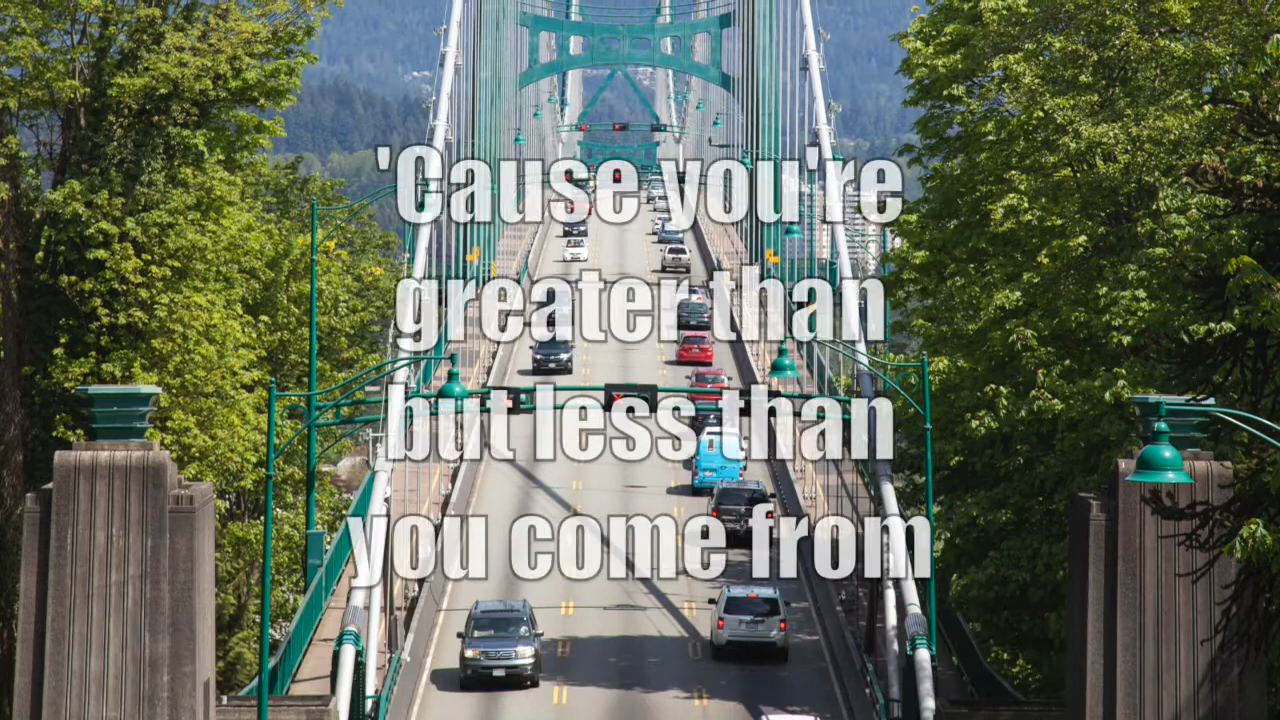 'Cause you're
greater than
but less than
you come from